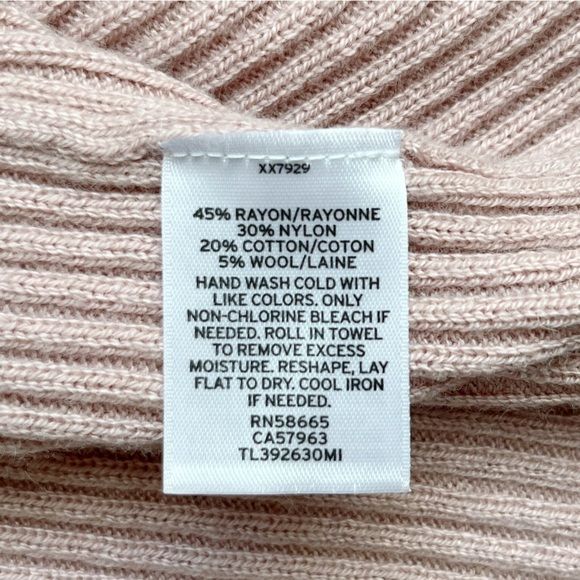 XX7929
45% RAYON/RAYONNE
30% NYLON
20% COTTON/COTON
5% WOOL/LAINE
HAND WASH COLD WITH
LIKE COLORS. ONLY
NON-CHLORINE BLEACH IF
NEEDED. ROLL IN TOWEL
TO REMOVE EXCESS
MOISTURE. RESHAPE, LAY
FLAT TO DRY. COOL IRON
IF NEEDED.
RN58665
CA57963
TL392630MI